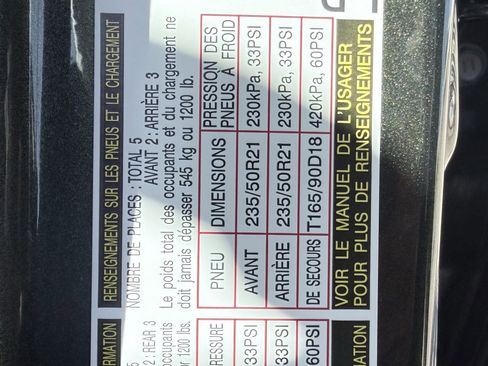 RENSEIGNEMENTS SUR LES PNEUS ET LE CHARGEMENT
NOMBRE DE PLACES : TOTAL 5
AVANT 2 : ARRIÈRE 3
Le poids total des occupants et du chargement ne
doit jamais dépasser 545 kg ou 1200 lb.
PNEU DIMENSIONS PRESSION DES PNEUS À FROID
AVANT 235/50R21 230kPa, 33PSI
ARRIÈRE 235/50R21 230kPa, 33PSI
DE SECOURS T165/90D18 420kPa, 60PSI
VOIR LE MANUEL DE L'USAGER
POUR PLUS DE RENSEIGNEMENTS
ORMATION
5
2 : REAR 3
occupants
r 1200 lbs.
RESSURE
33PSI
33PSI
60PSI
MATION